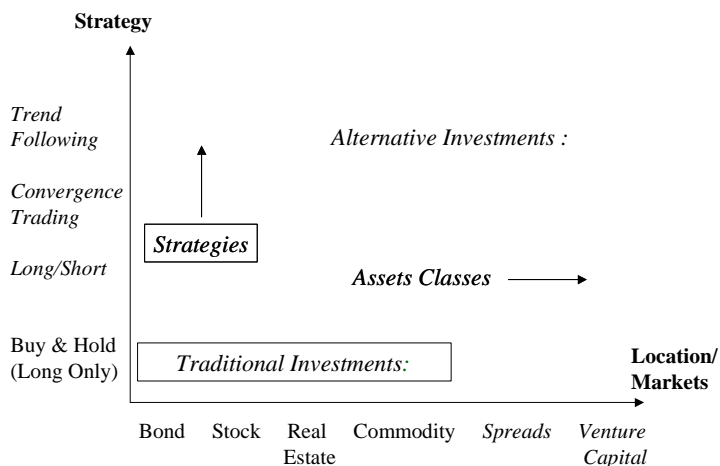 Strategy
Trend
Following
Alternative Investments :
Convergence
Trading
Strategies
Long/Short
Assets Classes
Buy & Hold
(Long Only)
Traditional Investments:
Location/
Markets
Bond
Stock
Real
Estate
Commodity
Spreads
Venture
Capital